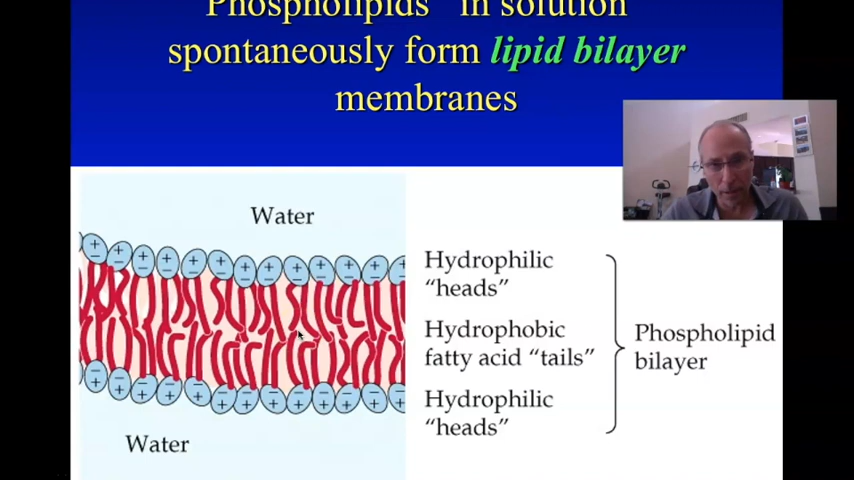 Phospholipids in solution
spontaneously form lipid bilayer
membranes
Water
Hydrophilic
“heads”
Hydrophobic
fatty acid “tails”
Hydrophilic
“heads”
Phospholipid
bilayer
Water